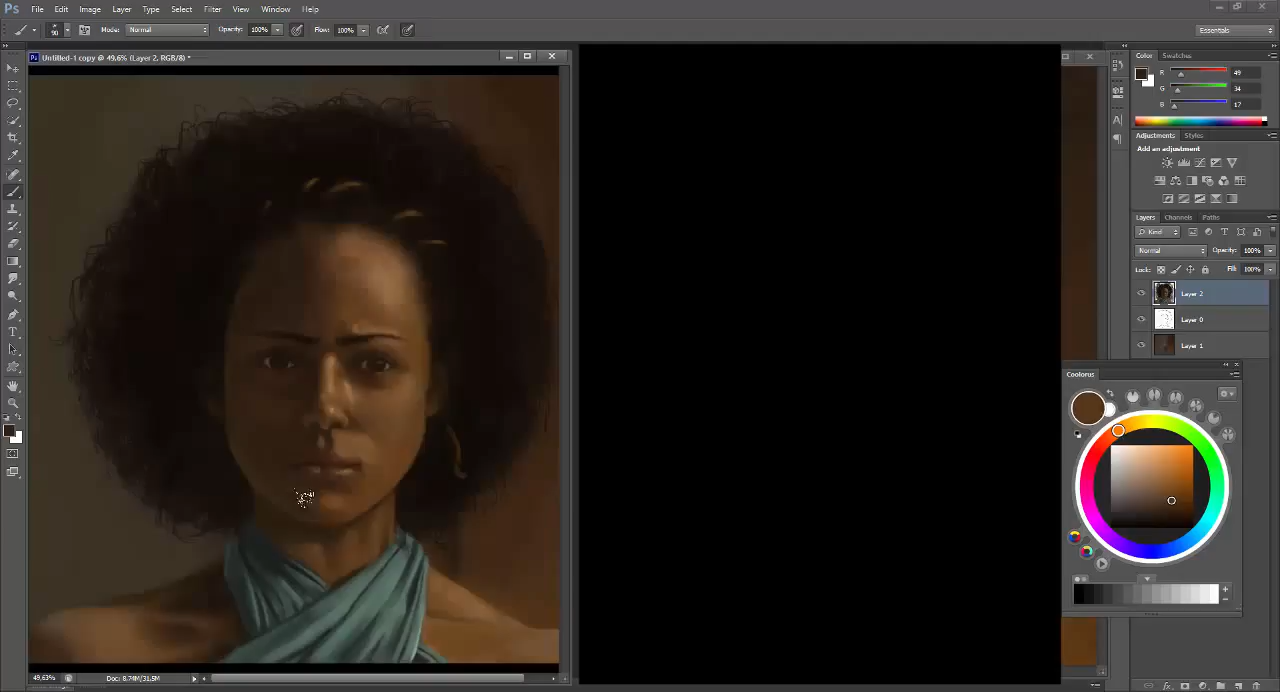 Ps File Edit Image Layer Type Select Filter View Window Help
90 Mode: Normal Opacity: 100% Flow: 100% Essentials
Untitled-1 copy @ 49,6% (Layer 2, RGB/8) *
Color Swatches
R 49
G 34
B 17
Adjustments Styles
Add an adjustment
Layers Channels Paths
Kind
Normal Opacity: 100%
Lock: Fill: 100%
Layer 2
Layer 0
Layer 1
Coolorus
49,63% Doc: 8.74M/31.5M